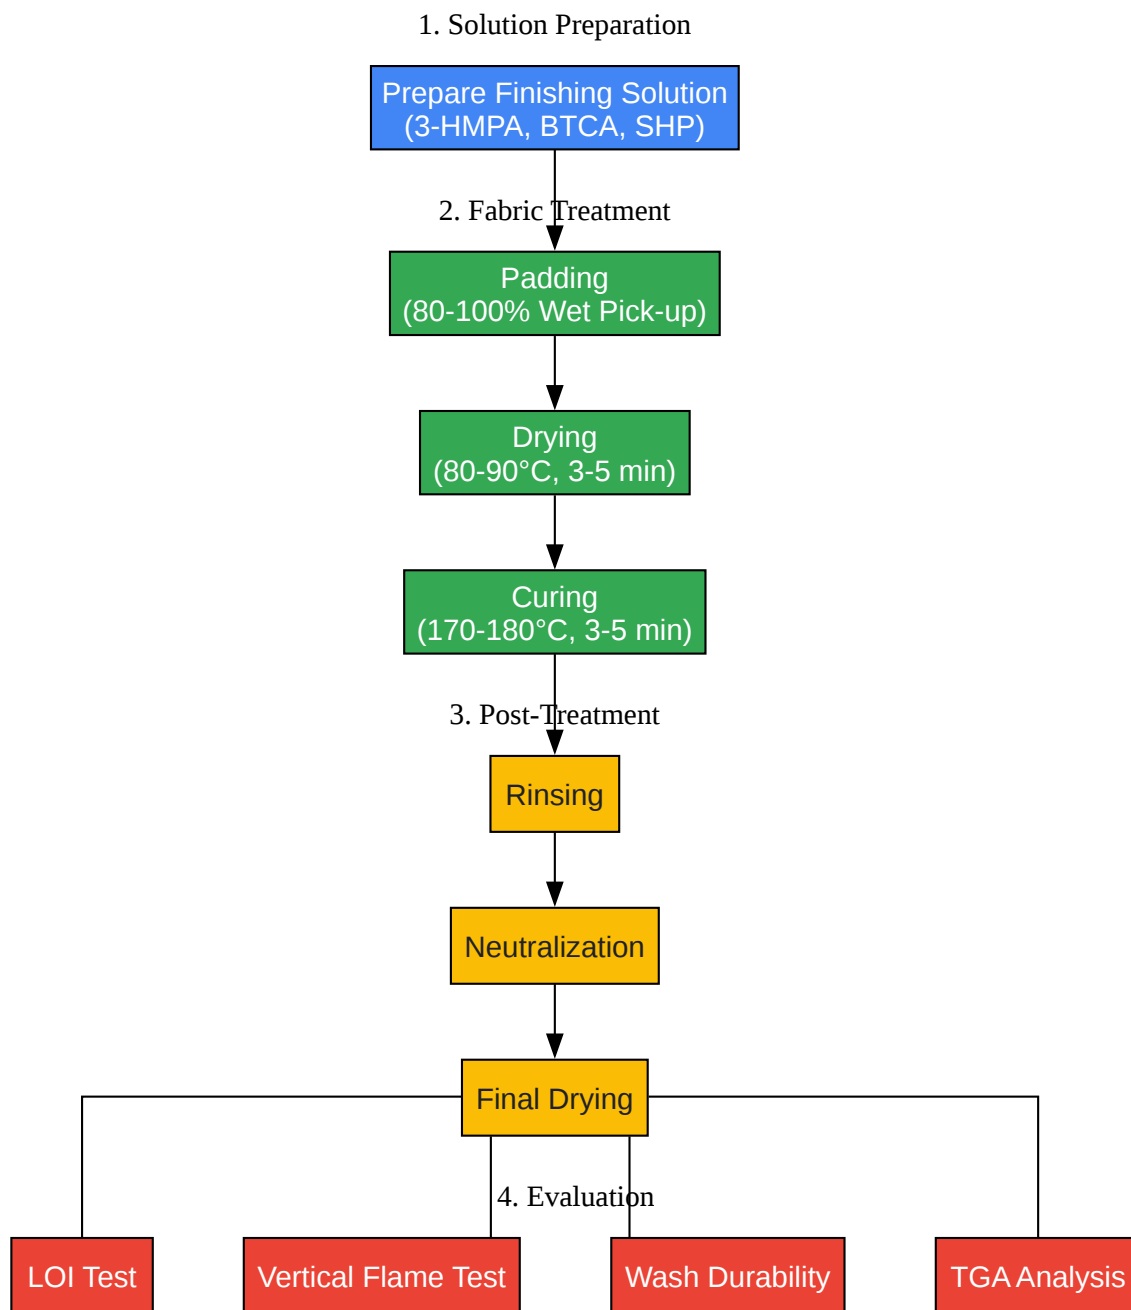 1. Solution Preparation
Prepare Finishing Solution
(3-HMPA, BTCA, SHP)
2. Fabric Treatment
Padding
(80-100% Wet Pick-up)
Drying
(80-90°C, 3-5 min)
Curing
(170-180°C, 3-5 min)
3. Post-Treatment
Rinsing
Neutralization
Final Drying
4. Evaluation
LOI Test
Vertical Flame Test
Wash Durability
TGA Analysis